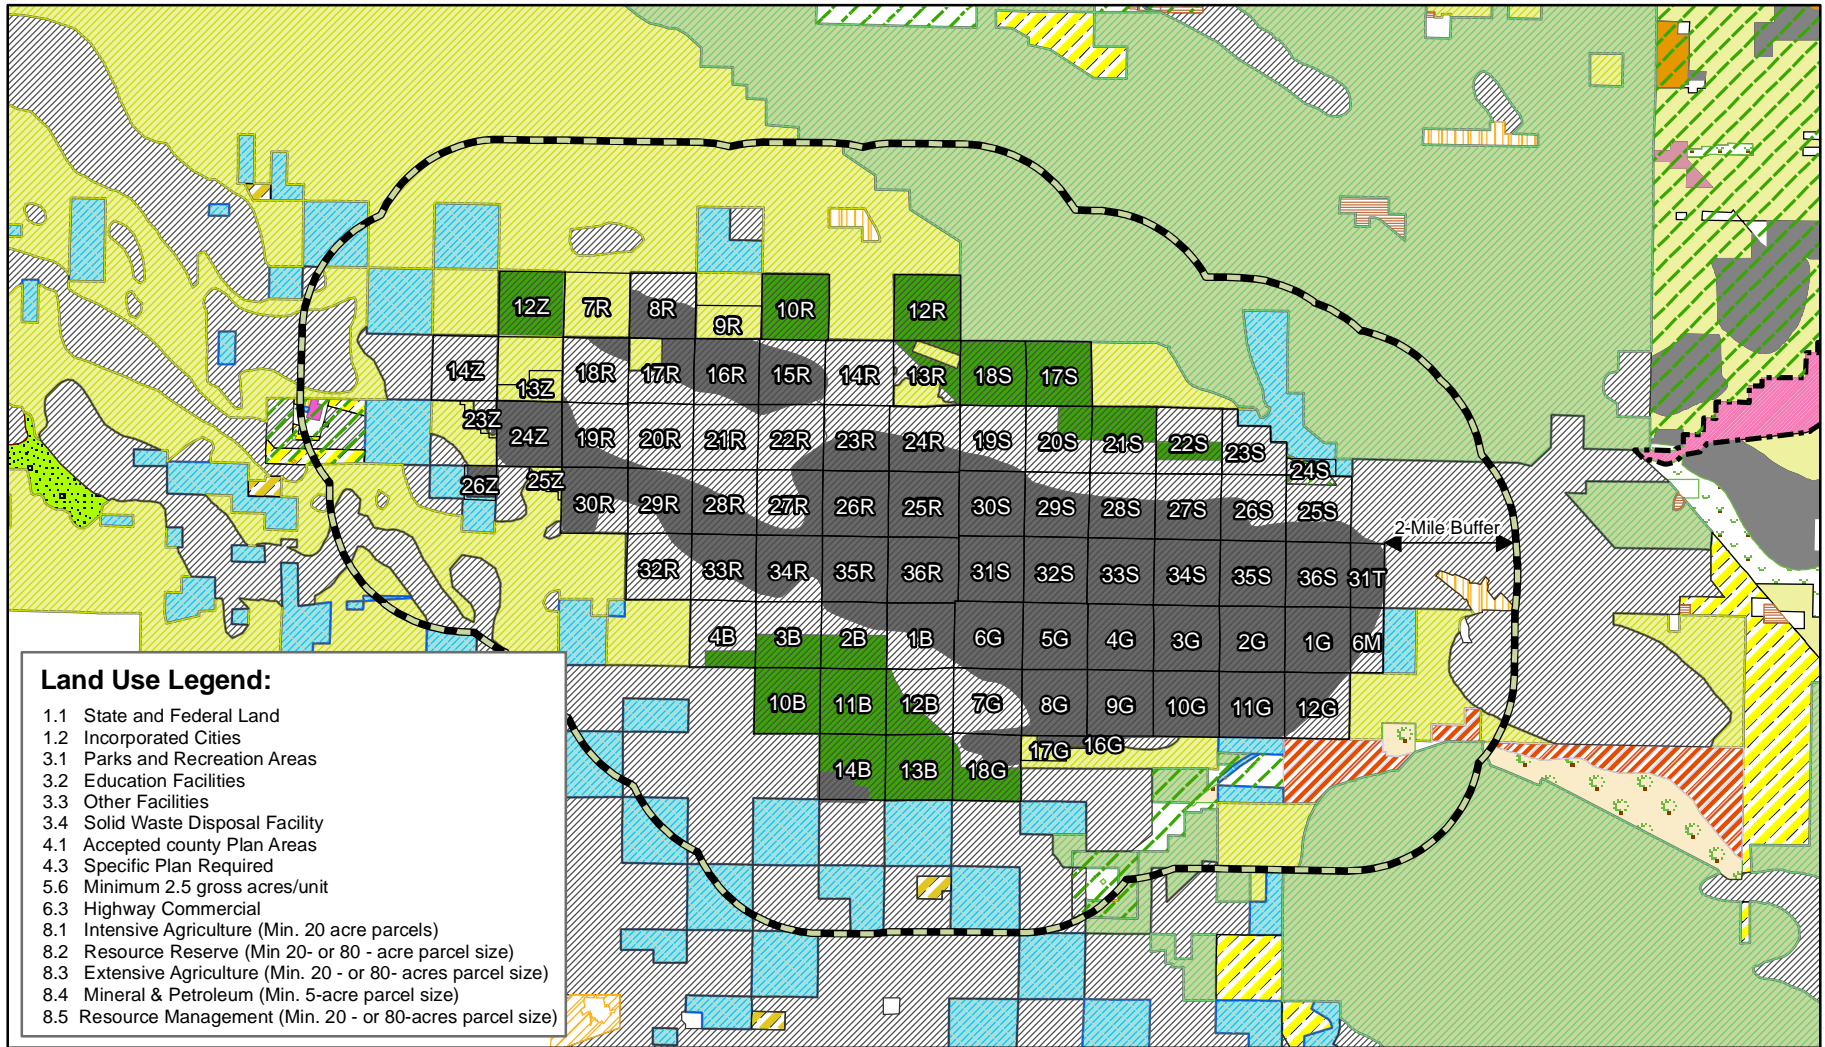 12Z 7R 8R 9R 10R 12R
14Z 13Z 18R 17R 16R 15R 14R 13R 18S 17S
23Z 24Z 19R 20R 21R 22R 23R 24R 19S 20S 21S 22S 23S
26Z 25Z 30R 29R 28R 27R 26R 25R 30S 29S 28S 27S 26S 25S 24S
2-Mile Buffer
32R 33R 34R 35R 36R 31S 32S 33S 34S 35S 36S 31T
4B 3B 2B 1B 6G 5G 4G 3G 2G 1G 6M
10B 11B 12B 7G 8G 9G 10G 11G 12G
14B 13B 18G 17G 16G
Land Use Legend:
1.1 State and Federal Land
1.2 Incorporated Cities
3.1 Parks and Recreation Areas
3.2 Education Facilities
3.3 Other Facilities
3.4 Solid Waste Disposal Facility
4.1 Accepted county Plan Areas
4.3 Specific Plan Required
5.6 Minimum 2.5 gross acres/unit
6.3 Highway Commercial
8.1 Intensive Agriculture (Min. 20 acre parcels)
8.2 Resource Reserve (Min 20- or 80 - acre parcel size)
8.3 Extensive Agriculture (Min. 20 - or 80- acres parcel size)
8.4 Mineral & Petroleum (Min. 5-acre parcel size)
8.5 Resource Management (Min. 20 - or 80-acres parcel size)